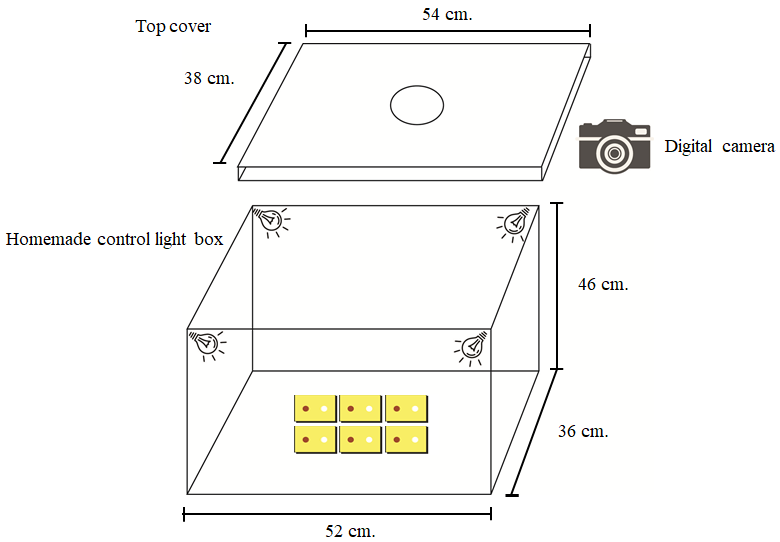 54 cm.
Top cover
38 cm.
Digital camera
Homemade control light box
46 cm.
36 cm.
52 cm.